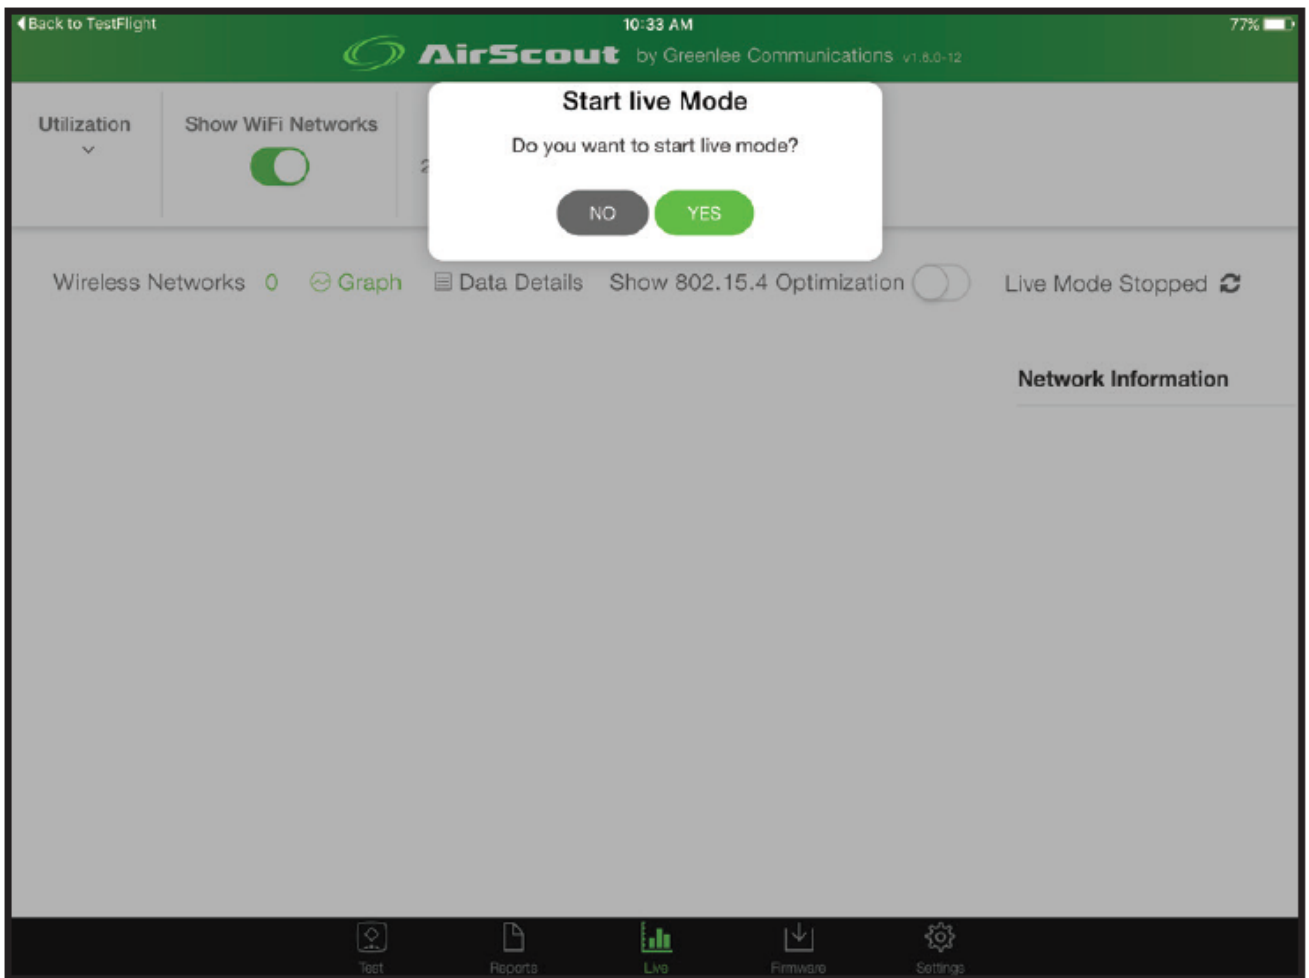 Back to TestFlight
10:33 AM
77%
AirScout by Greenlee Communications v1.6.0-12
Start live Mode
Do you want to start live mode?
NO
YES
Utilization
Show WiFi Networks
2
Wireless Networks 0 Graph Data Details Show 802.15.4 Optimization Live Mode Stopped
Network Information
Test
Reports
Live
Firmware
Settings